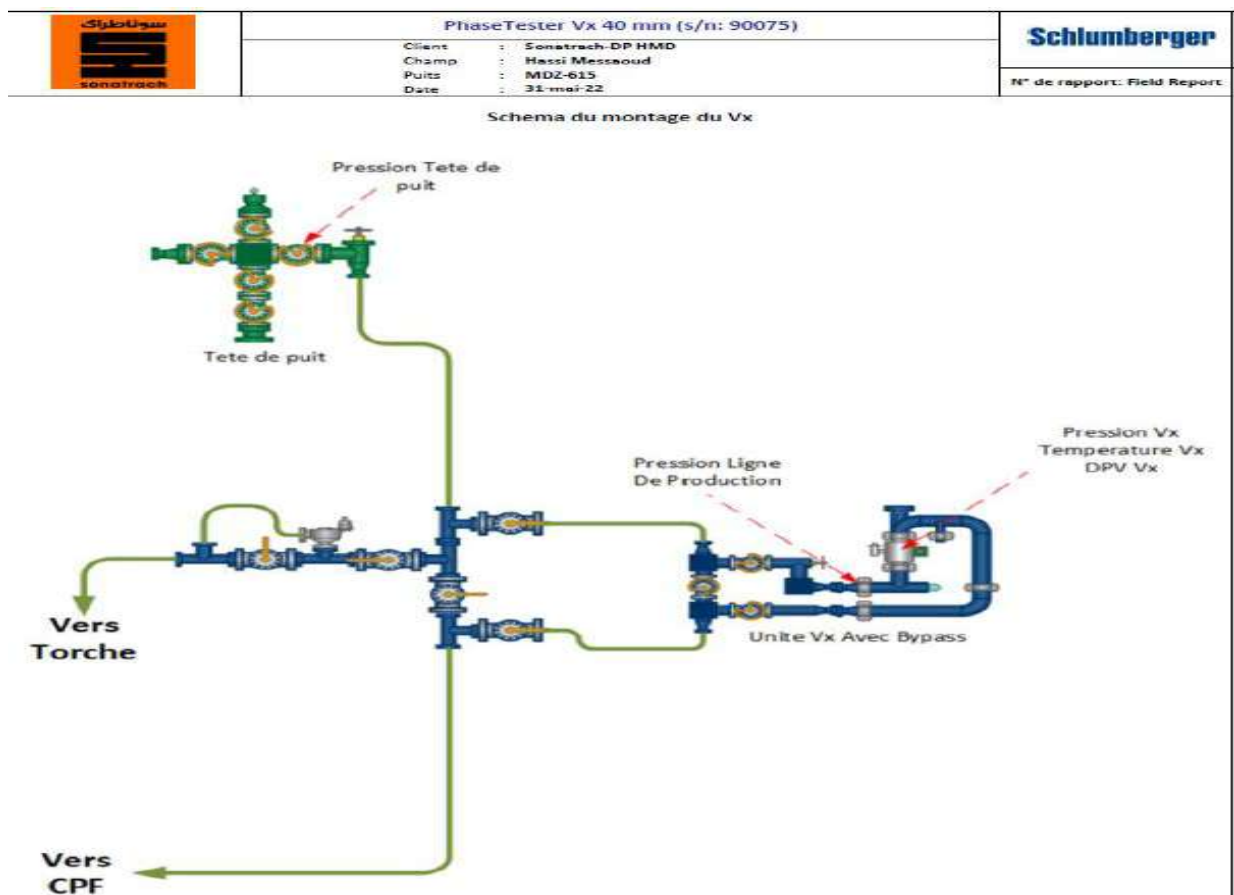 سوناطراك
sonatrach
PhaseTester Vx 40 mm (s/n: 90075)
Client : Sonatrach-DP HMD
Champ : Hassi Messaoud
Puits : MDZ-615
Date : 31-mai-22
Schlumberger
N° de rapport: Field Report
Schema du montage du Vx
Pression Tete de
puit
Tete de puit
Pression Vx
Temperature Vx
DPV Vx
Pression Ligne
De Production
Unite Vx Avec Bypass
Vers
Torche
Vers
CPF